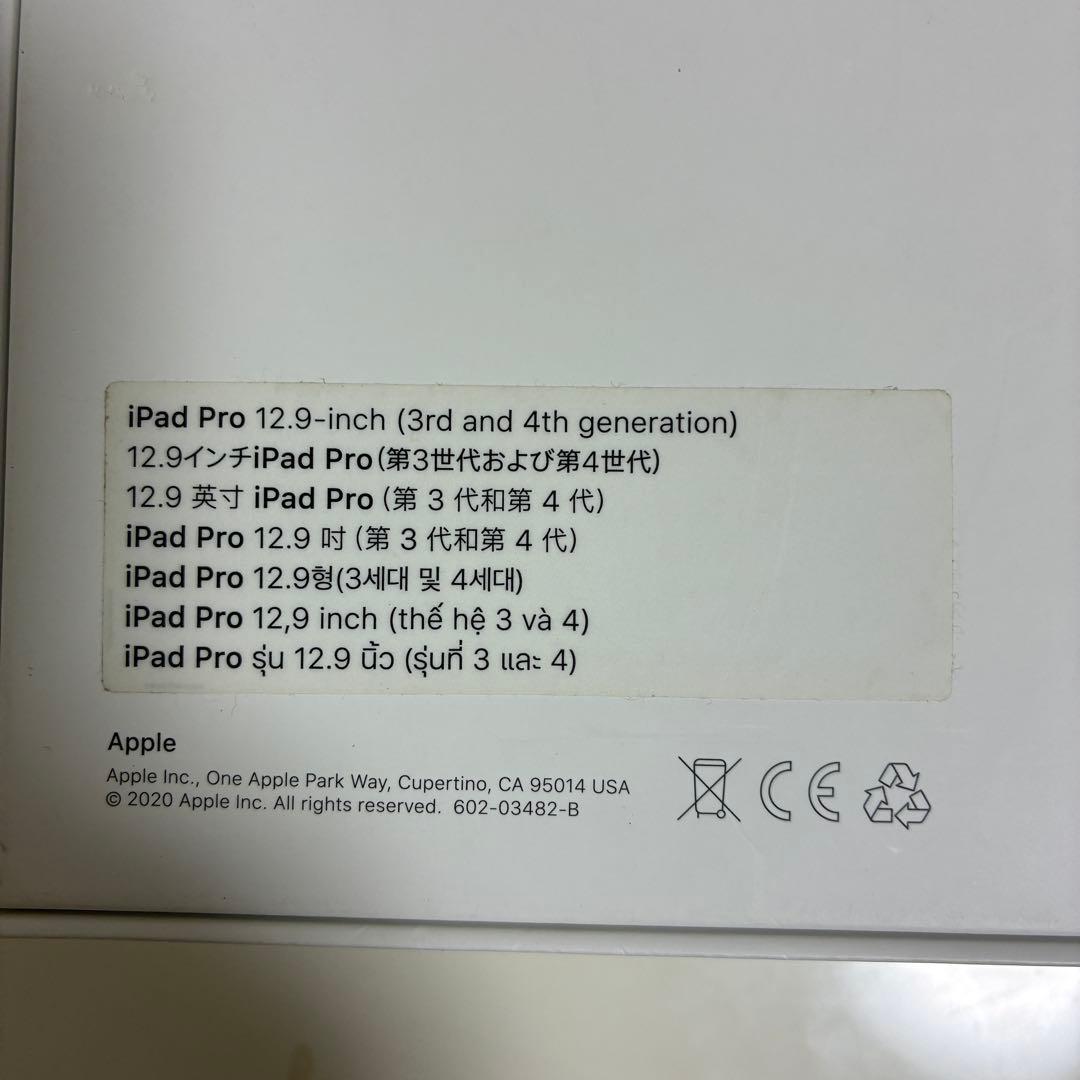 iPad Pro 12.9-inch (3rd and 4th generation)
12.9インチiPad Pro(第3世代および第4世代)
12.9 英寸 iPad Pro (第 3 代和第 4 代)
iPad Pro 12.9 吋 (第 3 代和第 4 代)
iPad Pro 12.9형(3세대 및 4세대)
iPad Pro 12,9 inch (thế hệ 3 và 4)
iPad Pro รุ่น 12.9 นิ้ว (รุ่นที่ 3 และ 4)
Apple
Apple Inc., One Apple Park Way, Cupertino, CA 95014 USA
© 2020 Apple Inc. All rights reserved. 602-03482-B
CE